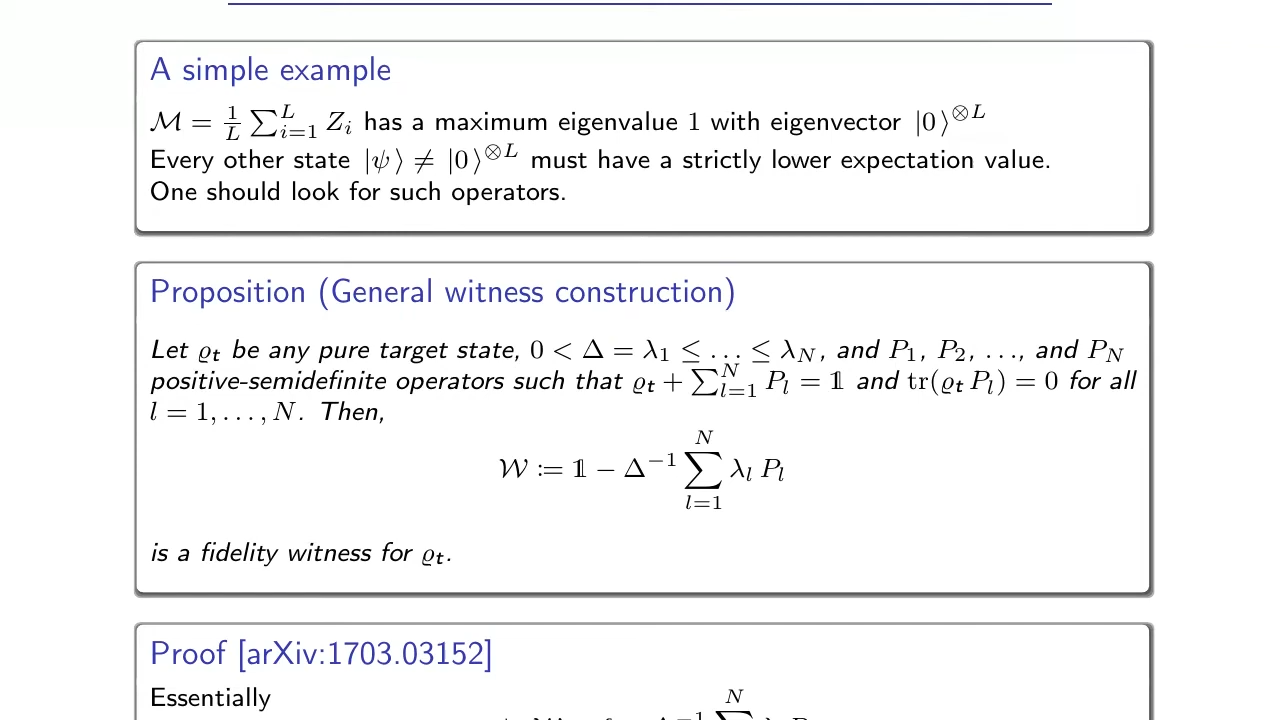 A simple example
ℳ = 1/L ∑_{i=1}^{L} Z_i has a maximum eigenvalue 1 with eigenvector |0⟩^{⊗L}
Every other state |ψ⟩ ≠ |0⟩^{⊗L} must have a strictly lower expectation value.
One should look for such operators.
Proposition (General witness construction)
Let ϱ_t be any pure target state, 0 < Δ = λ_1 ≤ … ≤ λ_N, and P_1, P_2, …, and P_N
positive-semidefinite operators such that ϱ_t + ∑_{l=1}^{N} P_l = 𝟙 and tr(ϱ_t P_l) = 0 for all
l = 1, …, N. Then,
𝒲 := 𝟙 − Δ^{−1} ∑_{l=1}^{N} λ_l P_l
is a fidelity witness for ϱ_t.
Proof [arXiv:1703.03152]
Essentially
N